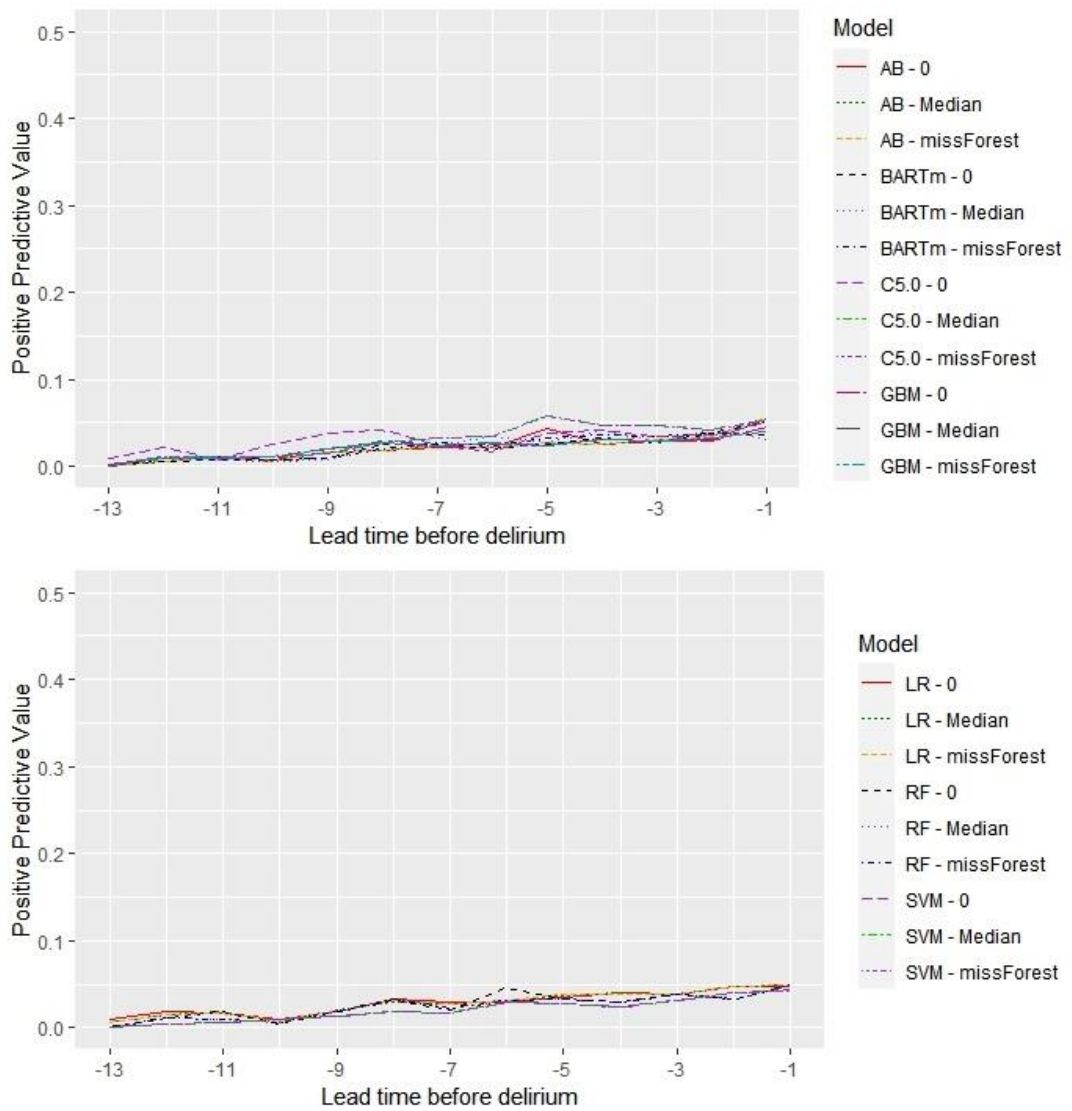 0.5
0.4
0.3
0.2
0.1
0.0
Positive Predictive Value
-13 -11 -9 -7 -5 -3 -1
Lead time before delirium
Model
AB - 0
AB - Median
AB - missForest
BARTm - 0
BARTm - Median
BARTm - missForest
C5.0 - 0
C5.0 - Median
C5.0 - missForest
GBM - 0
GBM - Median
GBM - missForest
0.5
0.4
0.3
0.2
0.1
0.0
Positive Predictive Value
-13 -11 -9 -7 -5 -3 -1
Lead time before delirium
Model
LR - 0
LR - Median
LR - missForest
RF - 0
RF - Median
RF - missForest
SVM - 0
SVM - Median
SVM - missForest